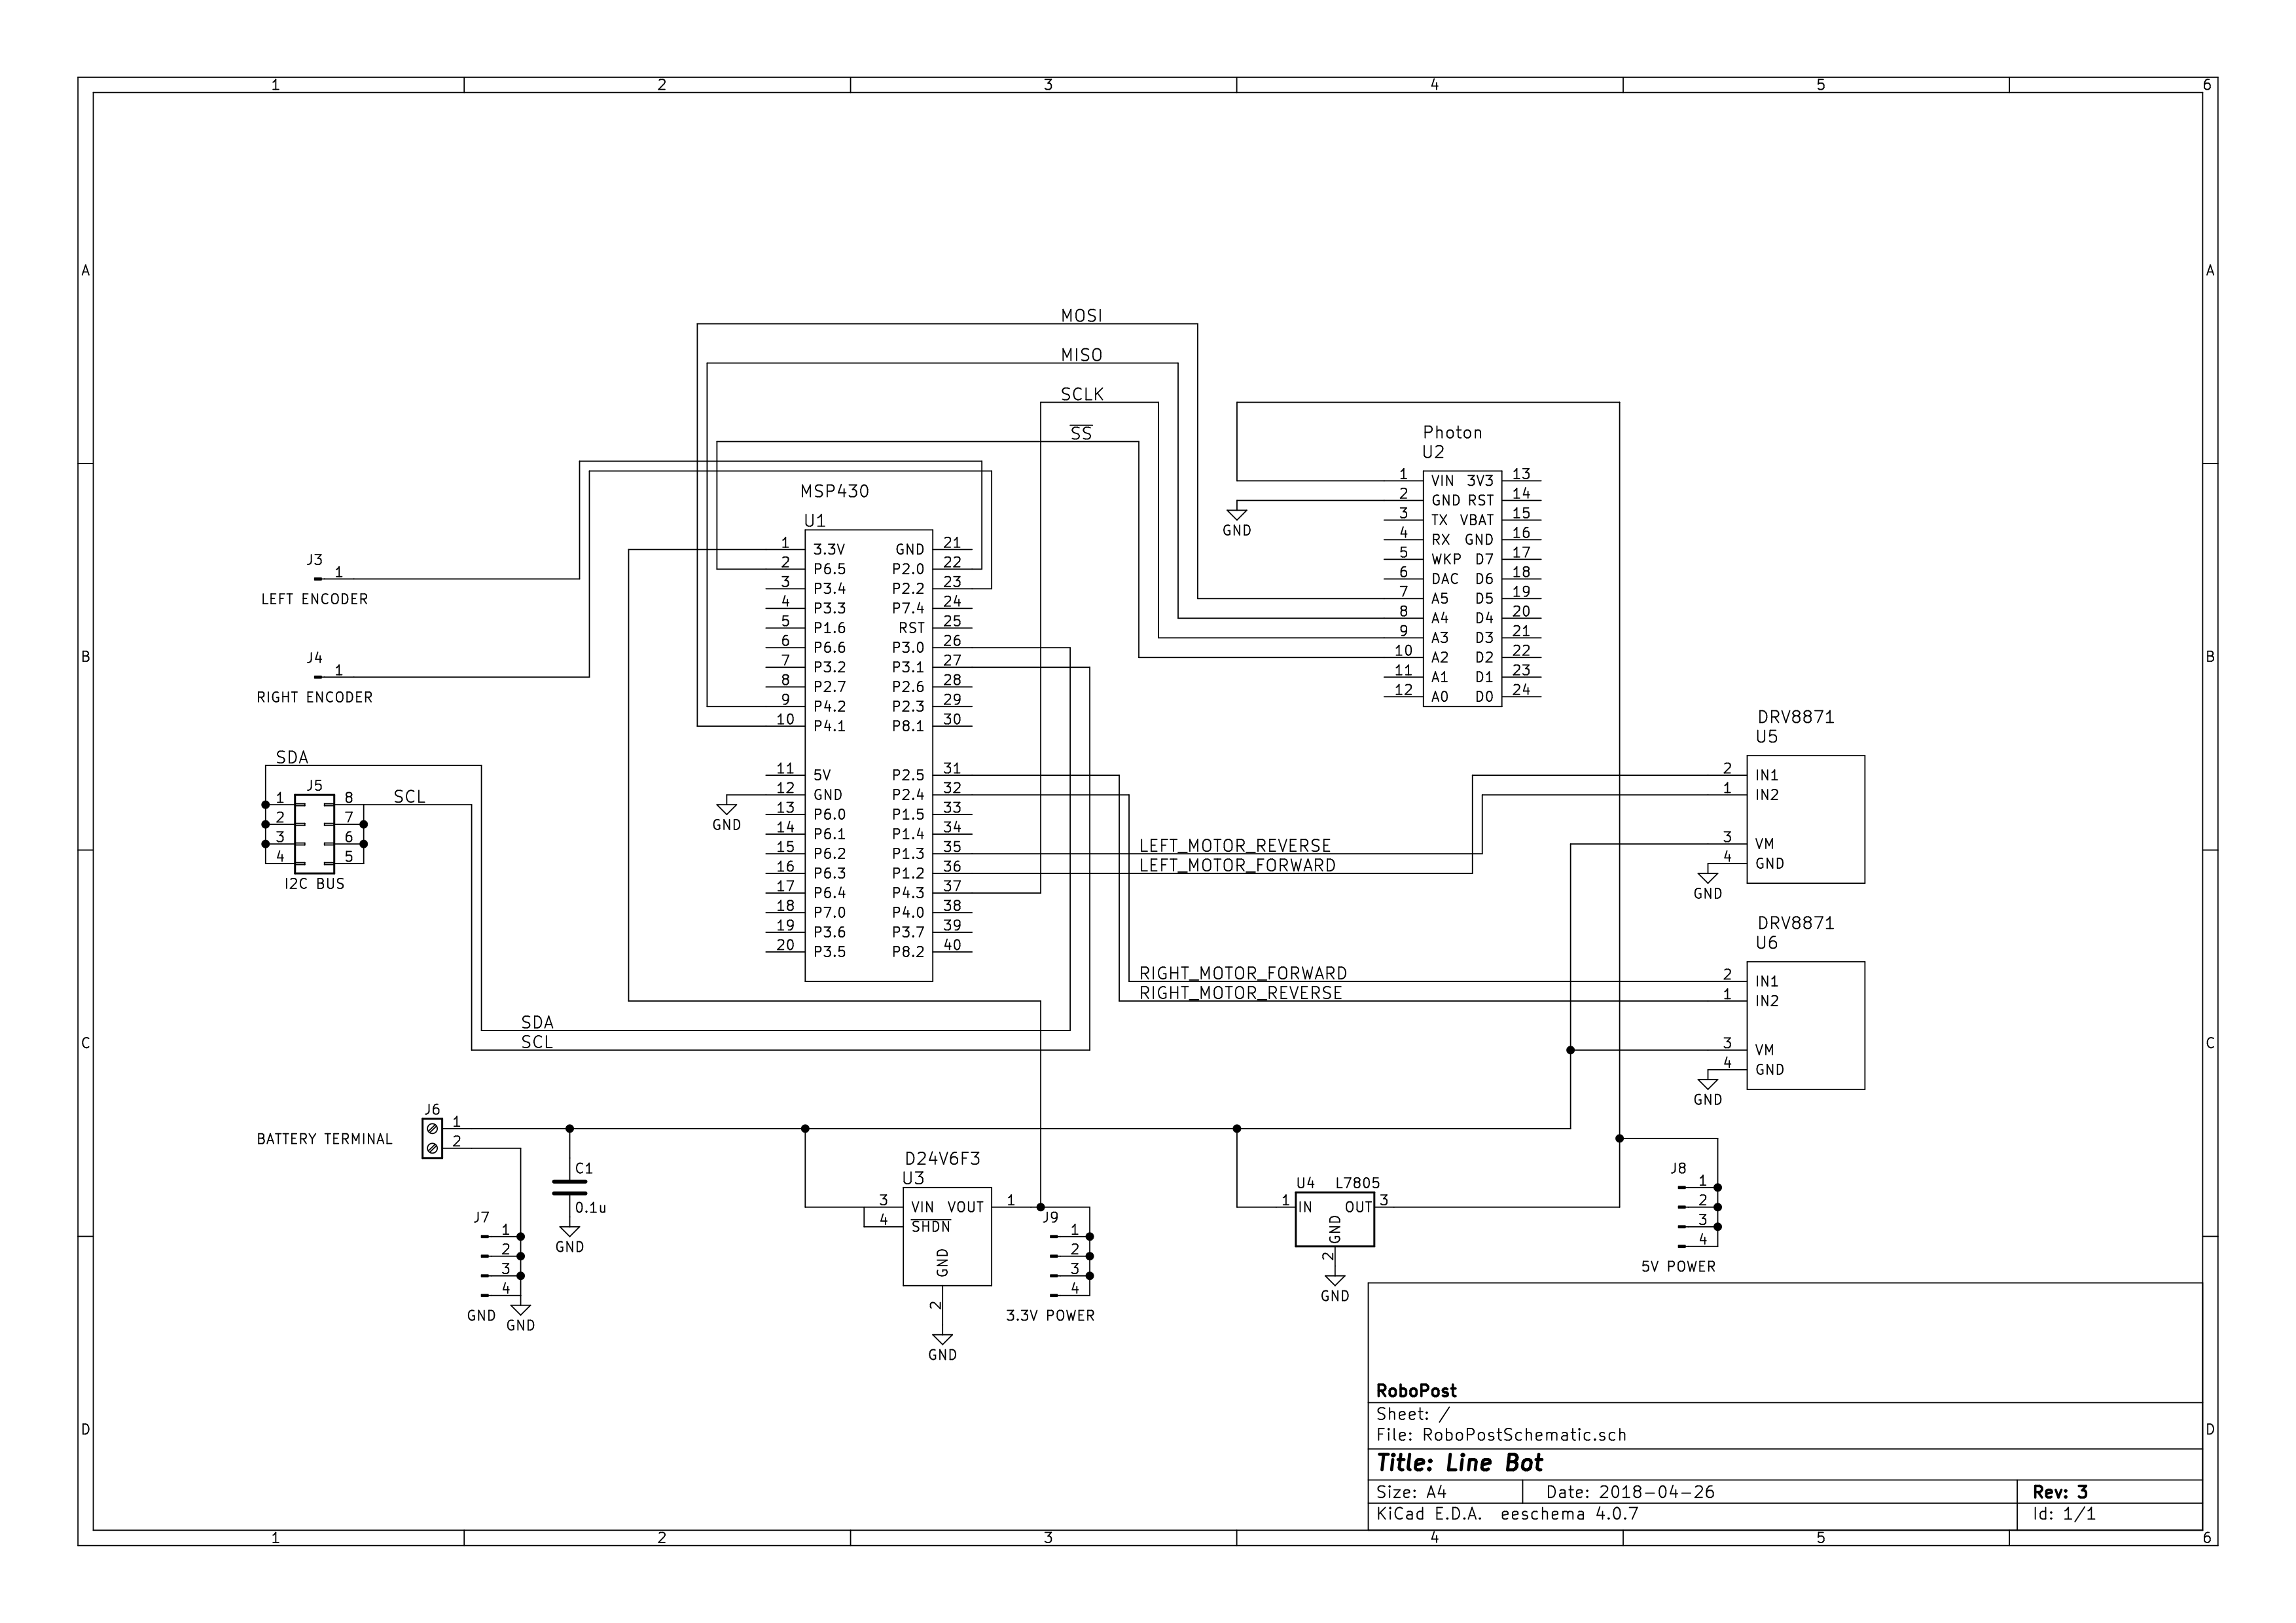 1 2 3 4 5 6
A A
MOSI
MISO
SCLK
SS
Photon
U2
MSP430
U1
1 VIN 3V3 13
2 GND RST 14
3 TX VBAT 15
4 RX GND 16
5 WKP D7 17
6 DAC D6 18
7 A5 D5 19
8 A4 D4 20
9 A3 D3 21
10 A2 D2 22
11 A1 D1 23
12 A0 D0 24
GND
1 3.3V GND 21
2 P6.5 P2.0 22
3 P3.4 P2.2 23
4 P3.3 P7.4 24
5 P1.6 RST 25
6 P6.6 P3.0 26
7 P3.2 P3.1 27
8 P2.7 P2.6 28
9 P4.2 P2.3 29
10 P4.1 P8.1 30
11 5V P2.5 31
12 GND P2.4 32
13 P6.0 P1.5 33
14 P6.1 P1.4 34
15 P6.2 P1.3 35
16 P6.3 P1.2 36
17 P6.4 P4.3 37
18 P7.0 P4.0 38
19 P3.6 P3.7 39
20 P3.5 P8.2 40
GND
J3
1
LEFT ENCODER
B B
J4
1
RIGHT ENCODER
SDA
J5
SCL
1 8
2 7
3 6
4 5
I2C BUS
DRV8871
U5
2 IN1
1 IN2
3 VM
4 GND
GND
LEFT_MOTOR_REVERSE
LEFT_MOTOR_FORWARD
DRV8871
U6
2 IN1
1 IN2
3 VM
4 GND
GND
RIGHT_MOTOR_FORWARD
RIGHT_MOTOR_REVERSE
SDA
SCL
C C
J6
1
2
BATTERY TERMINAL
C1
0.1u
GND
J7
1
2
3
4
GND
GND
D24V6F3
U3
3 VIN VOUT 1
4 SHDN
GND
2
GND
J9
1
2
3
4
3.3V POWER
U4 L7805
1 IN OUT 3
GND
2
GND
J8
1
2
3
4
5V POWER
D D
RoboPost
Sheet: /
File: RoboPostSchematic.sch
Title: Line Bot
Size: A4 Date: 2018-04-26 Rev: 3
KiCad E.D.A. eeschema 4.0.7 Id: 1/1
1 2 3 4 5 6